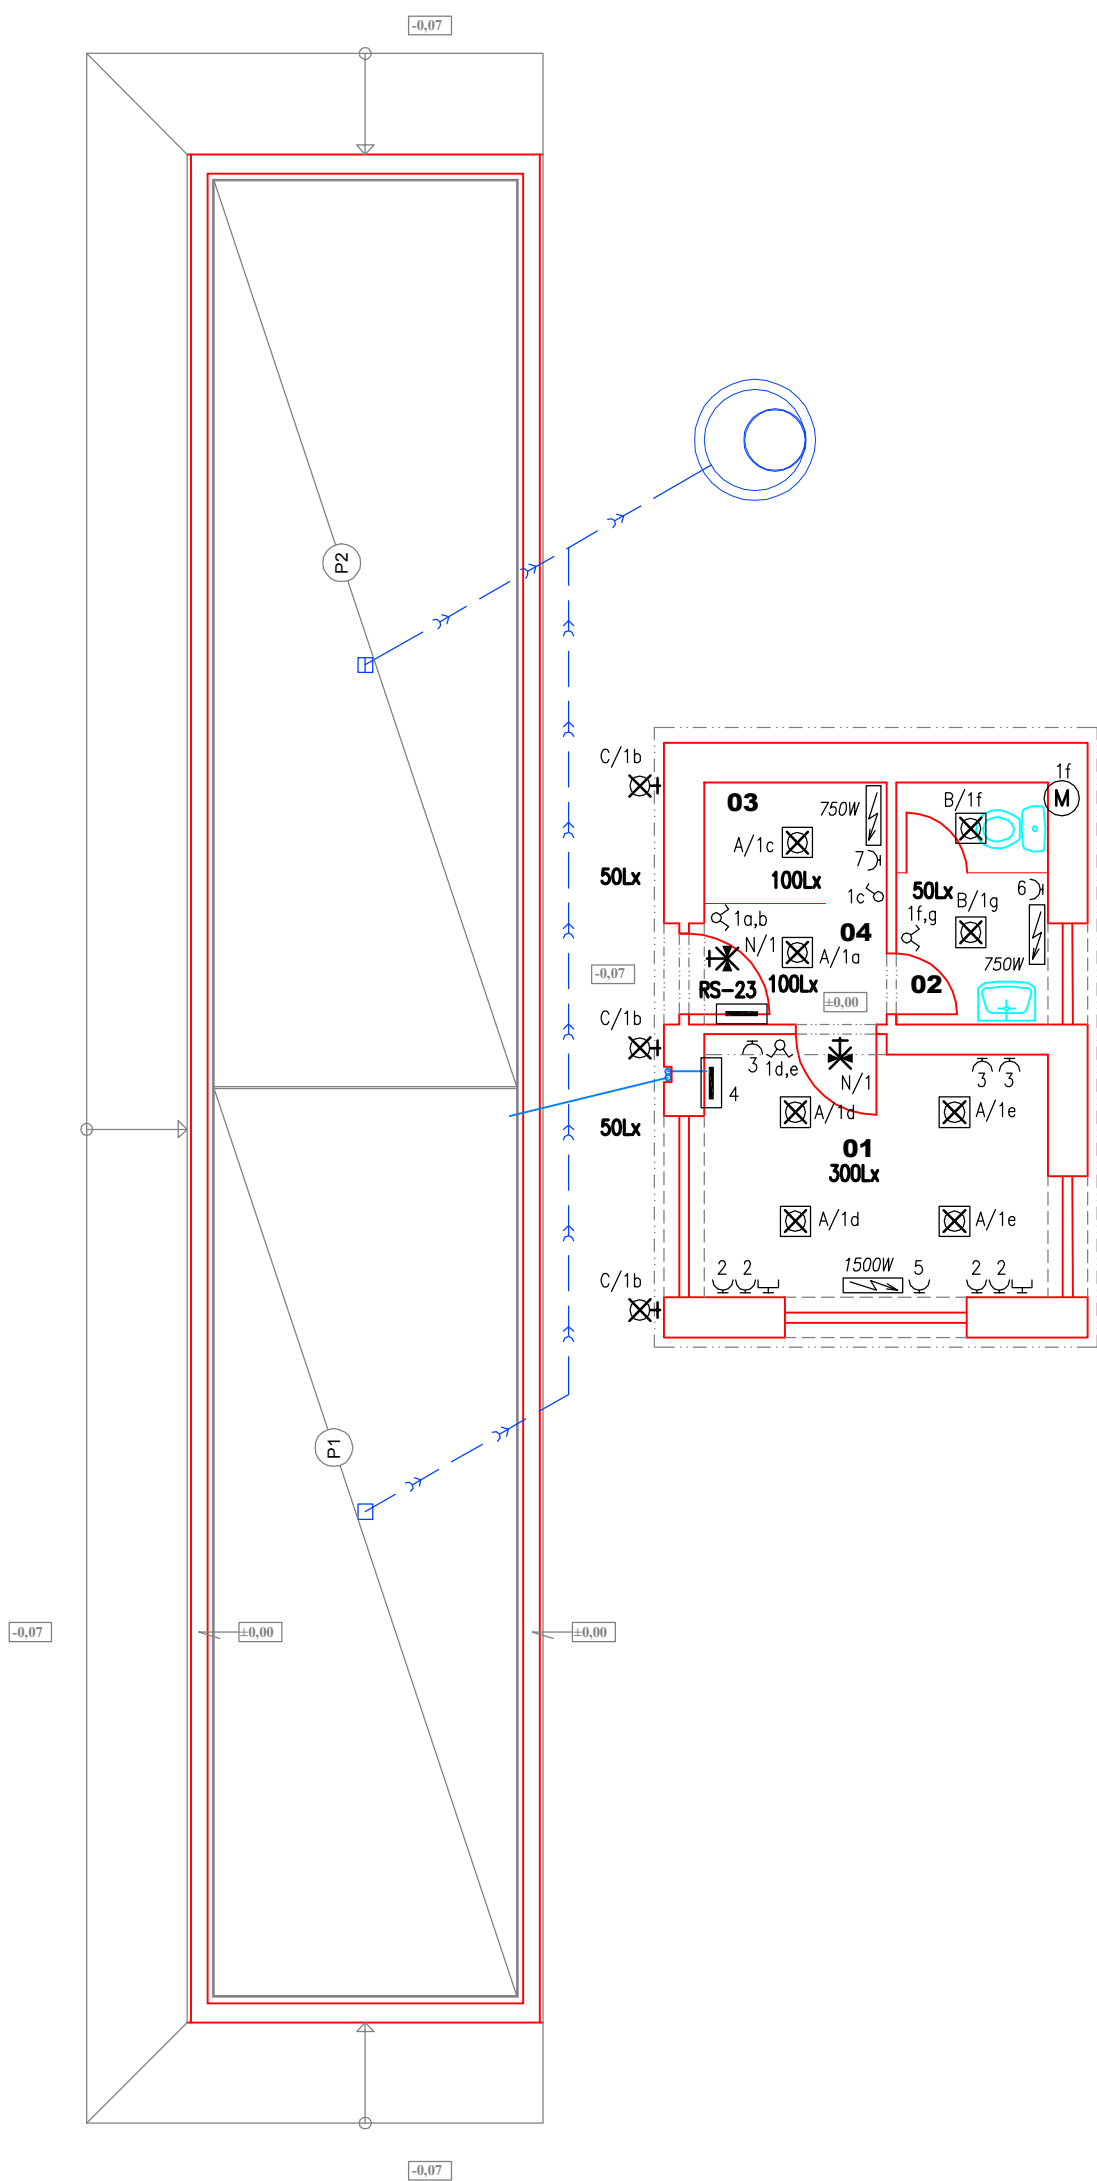 -0,07
P2
C/1b
1f
M
03
750W
B/1f
A/1c
7
50Lx
100Lx
50Lx
6
1c
B/1g
1a,b
1f,g
04
N/1
A/1a
750W
-0,07
100Lx
RS-23
02
±0,00
C/1b
3
1d,e
N/1
3
3
4
A/1d
A/1e
50Lx
01
300Lx
A/1d
A/1e
C/1b
2
2
1500W
5
2
2
P1
-0,07
±0,00
±0,00
-0,07